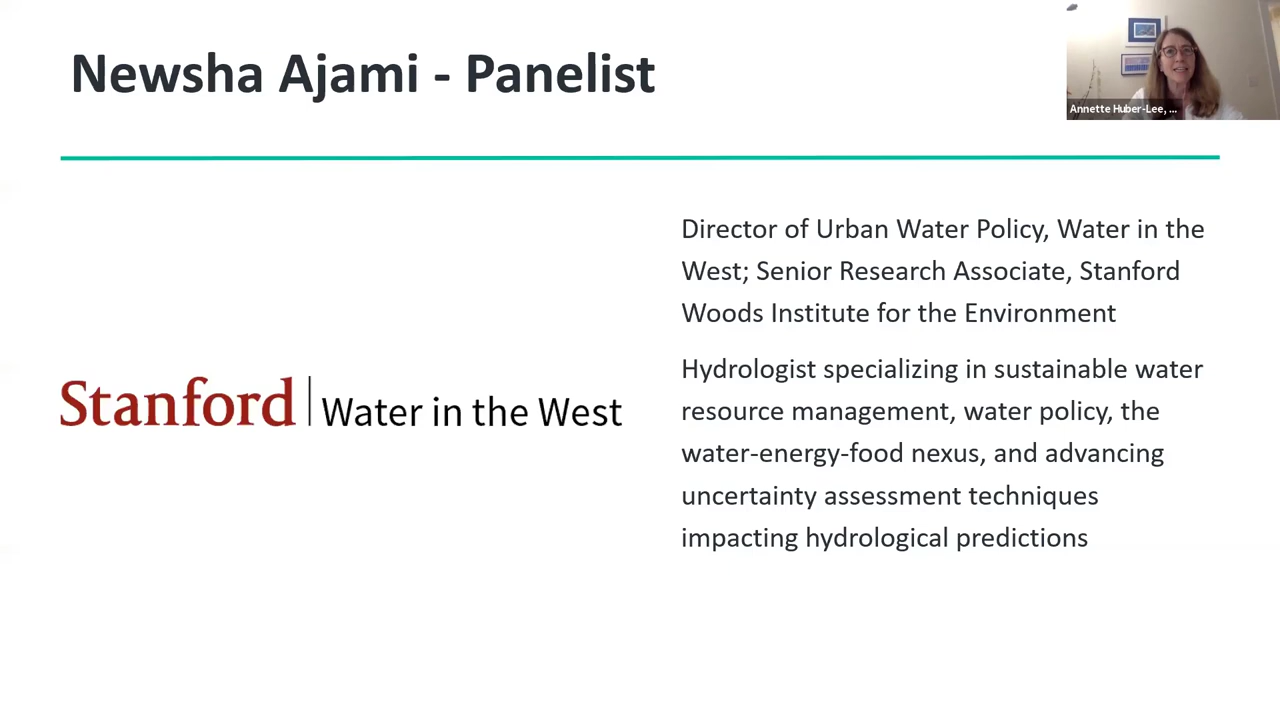 Newsha Ajami - Panelist
Annette Huber-Lee, ...
Director of Urban Water Policy, Water in the
West; Senior Research Associate, Stanford
Woods Institute for the Environment
Hydrologist specializing in sustainable water
resource management, water policy, the
water-energy-food nexus, and advancing
uncertainty assessment techniques
impacting hydrological predictions
Stanford | Water in the West